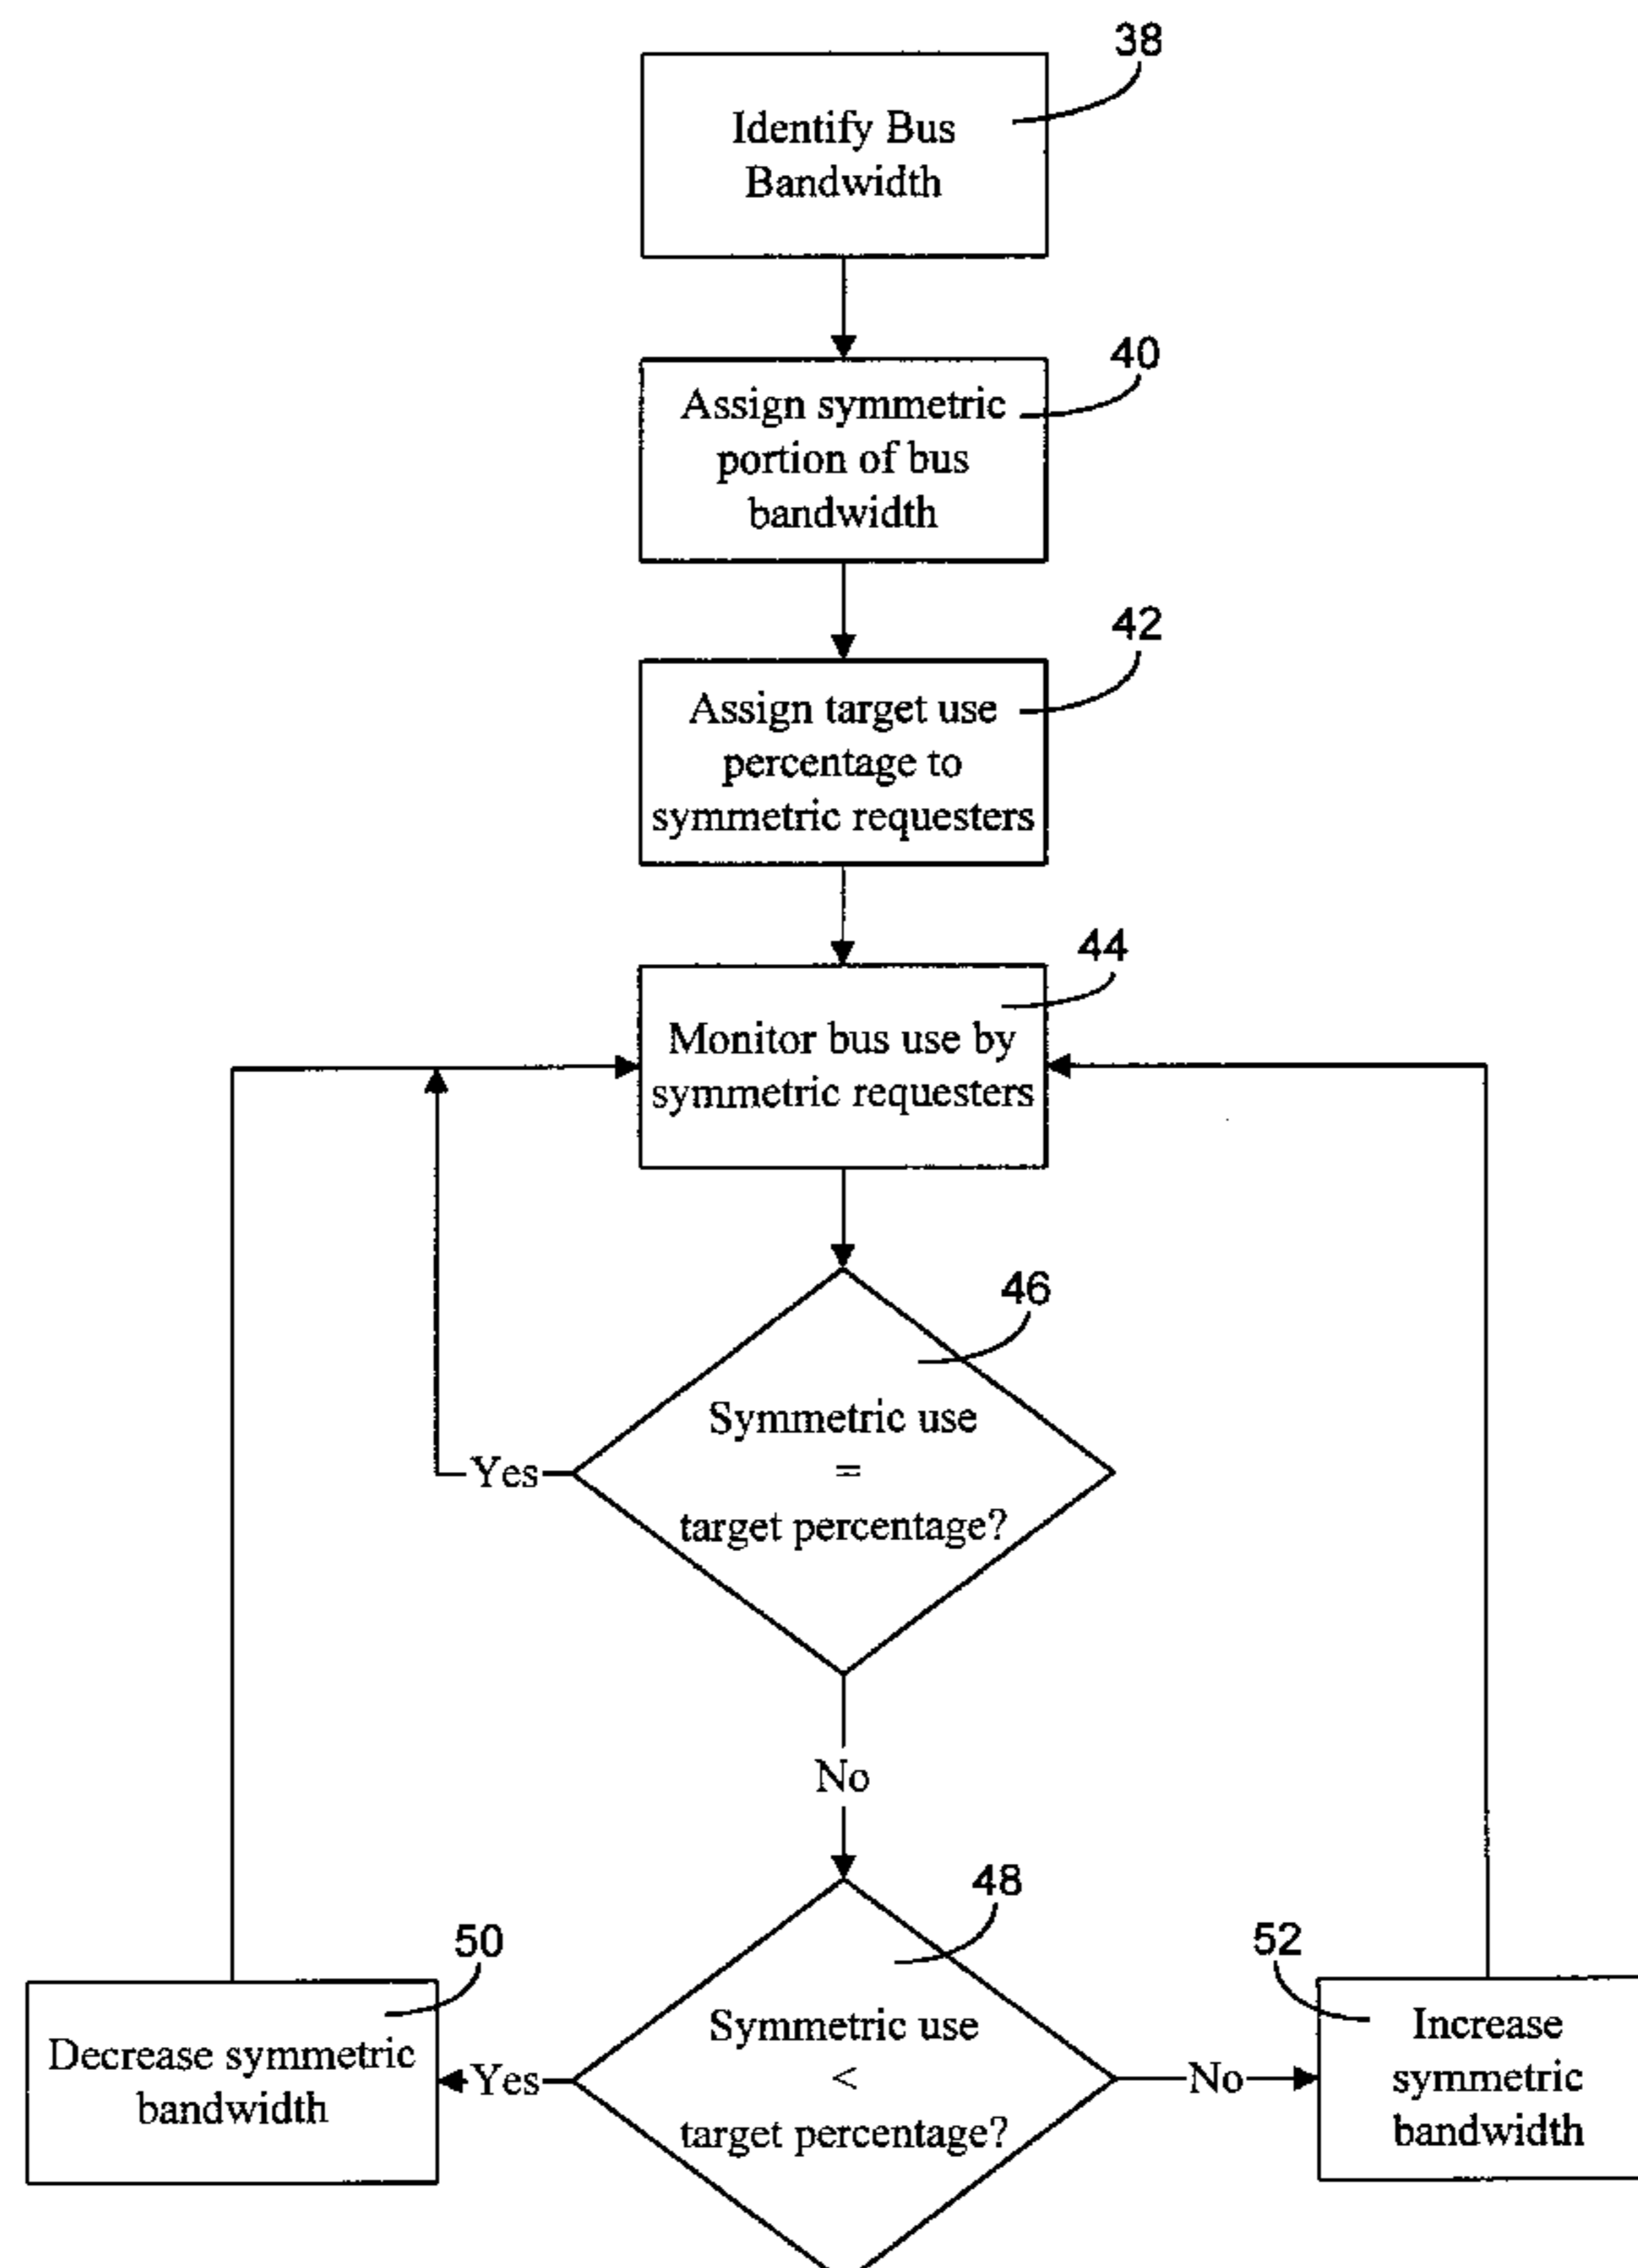 38
Identify Bus
Bandwidth
40
Assign symmetric
portion of bus
bandwidth
42
Assign target use
percentage to
symmetric requesters
44
Monitor bus use by
symmetric requesters
46
Symmetric use
=
target percentage?
Yes
No
48
Symmetric use
<
target percentage?
Yes
No
50
Decrease symmetric
bandwidth
52
Increase
symmetric
bandwidth